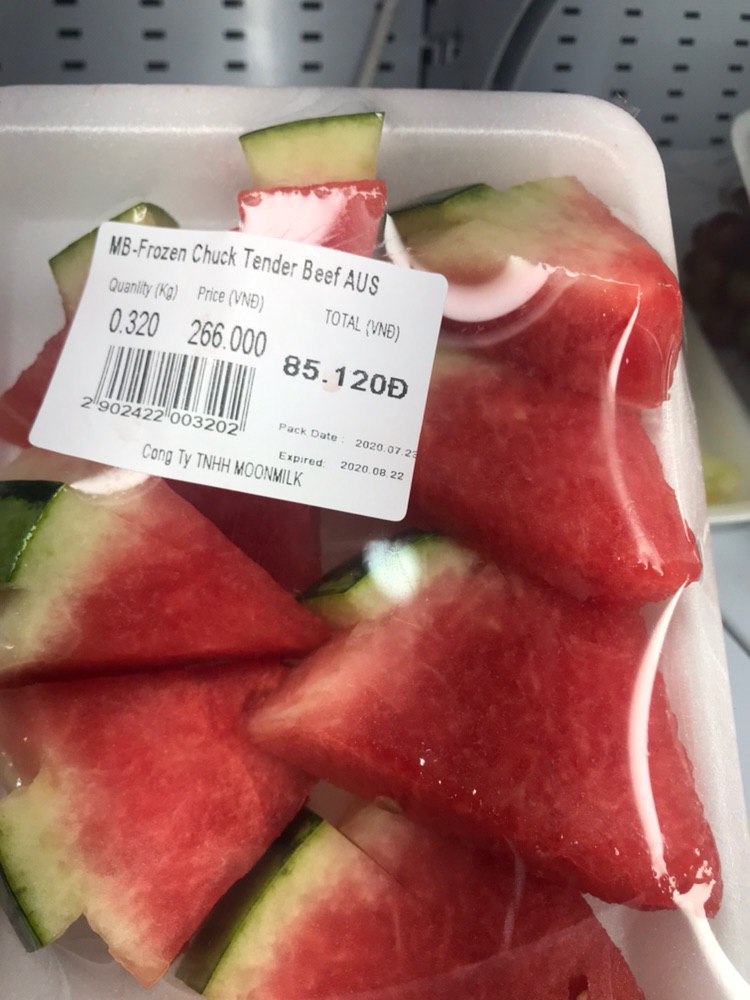 MB-Frozen Chuck Tender Beef AUS
Quanlity (Kg) Price (VNĐ) TOTAL (VNĐ)
0.320 266.000 85.120Đ
2 902422 003202
Pack Date : 2020.07.23
Expired: 2020.08.22
Cong Ty TNHH MOONMILK